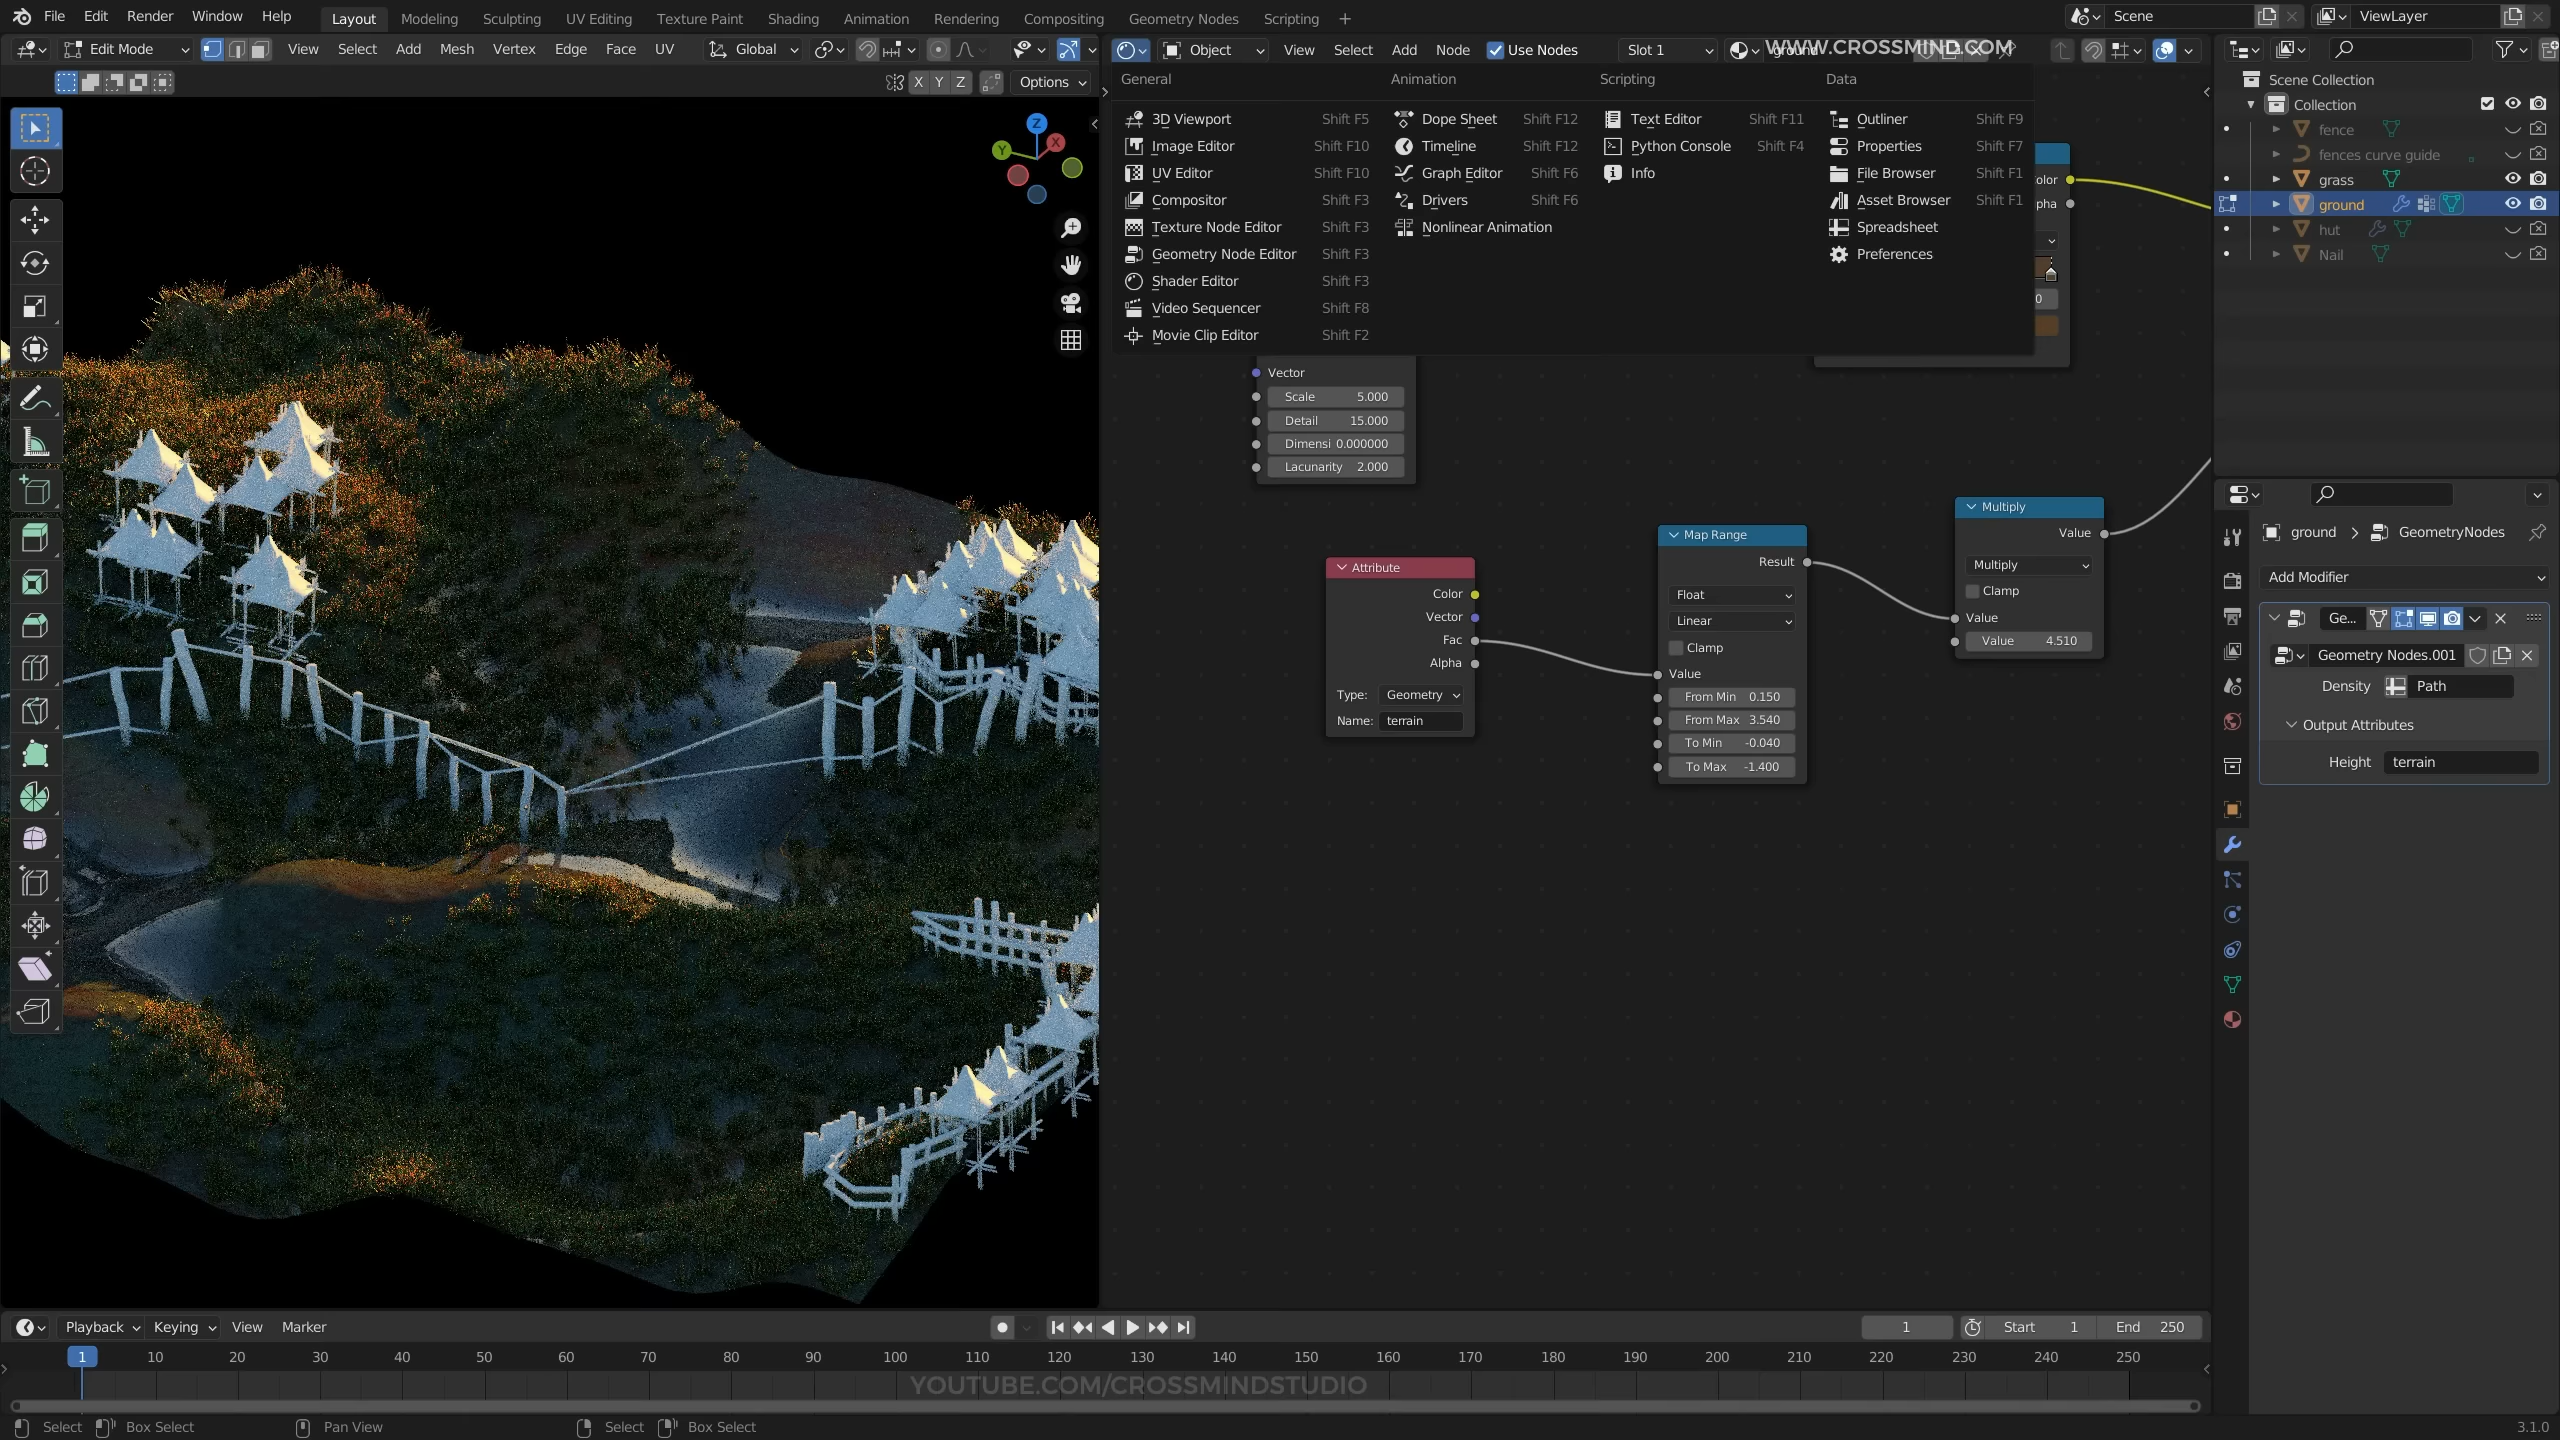 File Edit Render Window Help Layout Modeling Sculpting UV Editing Texture Paint Shading Animation Rendering Compositing Geometry Nodes Scripting + Scene ViewLayer
Edit Mode View Select Add Mesh Vertex Edge Face UV Global Object View Select Add Node Use Nodes Slot 1 ground
WWW.CROSSMIND.COM
X Y Z Options
General Animation Scripting Data
3D Viewport Shift F5 Dope Sheet Shift F12 Text Editor Shift F11 Outliner Shift F9
Image Editor Shift F10 Timeline Shift F12 Python Console Shift F4 Properties Shift F7
UV Editor Shift F10 Graph Editor Shift F6 Info File Browser Shift F1
Compositor Shift F3 Drivers Shift F6 Asset Browser Shift F1
Texture Node Editor Shift F3 Nonlinear Animation Spreadsheet
Geometry Node Editor Shift F3 Preferences
Shader Editor Shift F3
Video Sequencer Shift F8
Movie Clip Editor Shift F2
Z
X
Y
olor
pha
0
Vector
Scale 5.000
Detail 15.000
Dimensi 0.000000
Lacunarity 2.000
Attribute
Color
Vector
Fac
Alpha
Type: Geometry
Name: terrain
Map Range
Result
Float
Linear
Clamp
Value
From Min 0.150
From Max 3.540
To Min -0.040
To Max -1.400
Multiply
Value
Multiply
Clamp
Value
Value 4.510
Scene Collection
Collection
fence
fences curve guide
grass
ground
hut
Nail
ground > GeometryNodes
Add Modifier
Ge...
Geometry Nodes.001
Density Path
Output Attributes
Height terrain
Playback Keying View Marker 1 Start 1 End 250
1 10 20 30 40 50 60 70 80 90 100 110 120 130 140 150 160 170 180 190 200 210 220 230 240 250
YOUTUBE.COM/CROSSMINDSTUDIO
Select Box Select Pan View Select Box Select 3.1.0